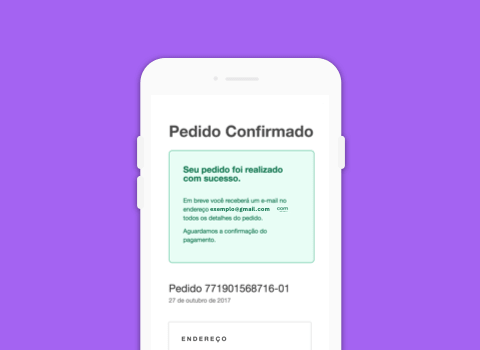 Pedido Confirmado
Seu pedido foi realizado
com sucesso.
Em breve você receberá um e-mail no
endereço exemplo@gmail.com com
todos os detalhes do pedido.
Aguardamos a confirmação do
pagamento.
Pedido 771901568716-01
27 de outubro de 2017
ENDEREÇO